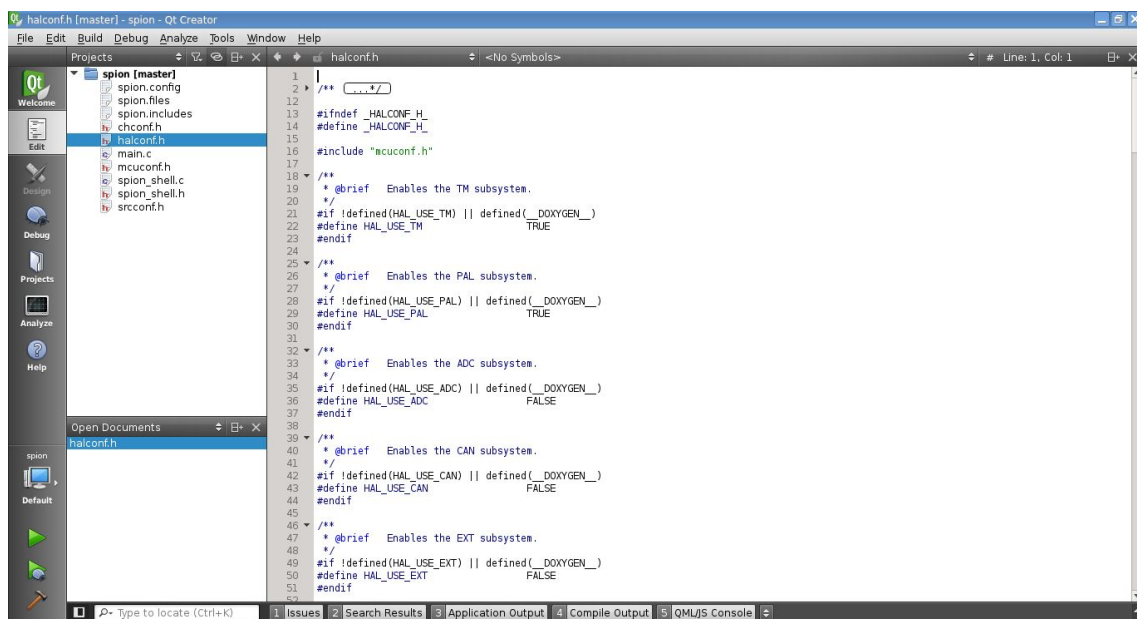 halconf.h [master] - spion - Qt Creator
File Edit Build Debug Analyze Tools Window Help
Projects
halconf.h
<No Symbols>
# Line: 1, Col: 1
Qt
Welcome
Edit
Design
Debug
Projects
Analyze
Help
spion
Default
spion [master]
spion.config
spion.files
spion.includes
chconf.h
halconf.h
main.c
mcuconf.h
spion_shell.c
spion_shell.h
srcconf.h
Open Documents
halconf.h
1
2 /** ...*/
12
13 #ifndef _HALCONF_H_
14 #define _HALCONF_H_
15
16 #include "mcuconf.h"
17
18 /**
19 * @brief Enables the TM subsystem.
20 */
21 #if !defined(HAL_USE_TM) || defined(__DOXYGEN__)
22 #define HAL_USE_TM TRUE
23 #endif
24
25 /**
26 * @brief Enables the PAL subsystem.
27 */
28 #if !defined(HAL_USE_PAL) || defined(__DOXYGEN__)
29 #define HAL_USE_PAL TRUE
30 #endif
31
32 /**
33 * @brief Enables the ADC subsystem.
34 */
35 #if !defined(HAL_USE_ADC) || defined(__DOXYGEN__)
36 #define HAL_USE_ADC FALSE
37 #endif
38
39 /**
40 * @brief Enables the CAN subsystem.
41 */
42 #if !defined(HAL_USE_CAN) || defined(__DOXYGEN__)
43 #define HAL_USE_CAN FALSE
44 #endif
45
46 /**
47 * @brief Enables the EXT subsystem.
48 */
49 #if !defined(HAL_USE_EXT) || defined(__DOXYGEN__)
50 #define HAL_USE_EXT FALSE
51 #endif
52
Type to locate (Ctrl+K)
1 Issues 2 Search Results 3 Application Output 4 Compile Output 5 QML/JS Console